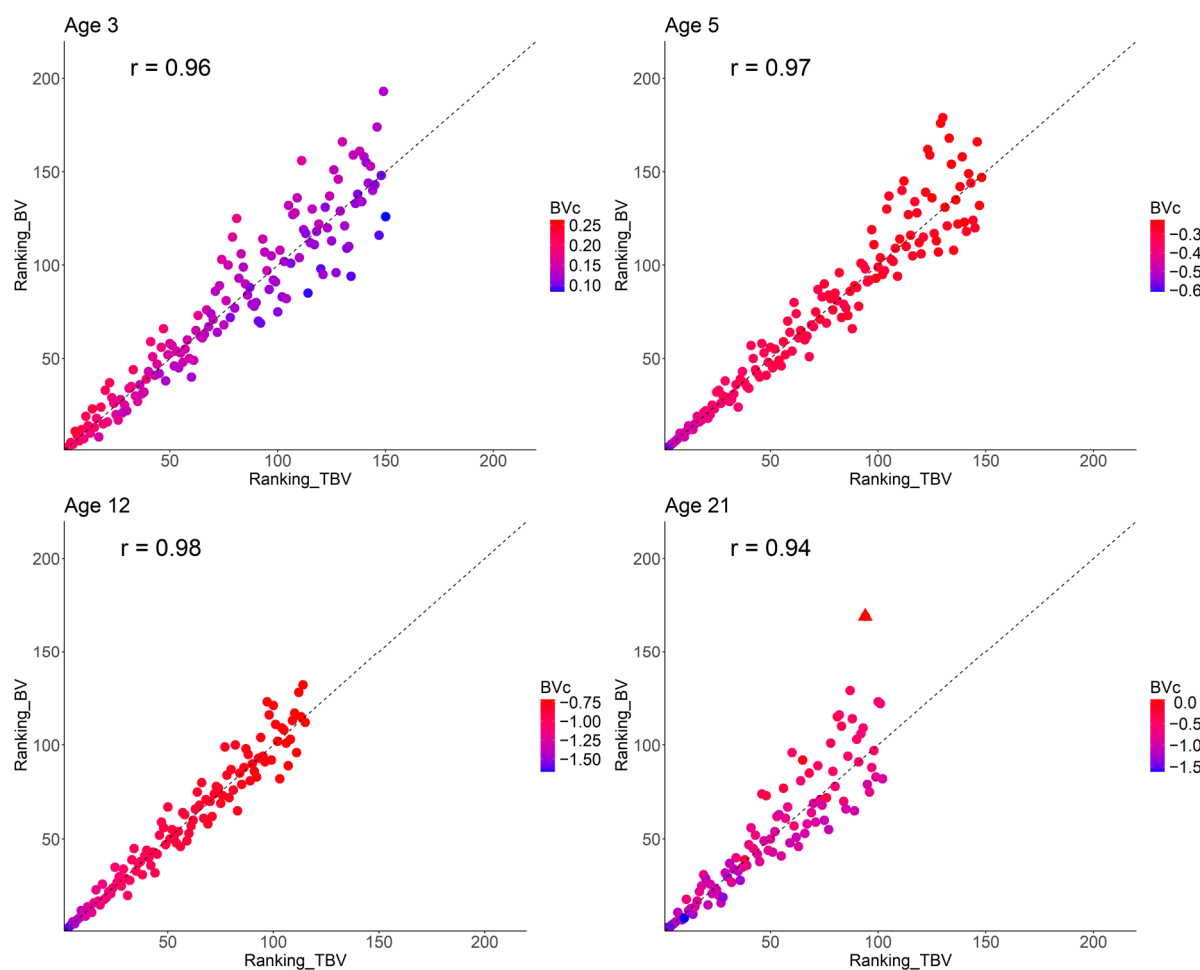 Age 3
r = 0.96
200
150
100
50
Ranking_BV
50 100 150 200
Ranking_TBV
BVc
0.25
0.20
0.15
0.10
Age 5
r = 0.97
200
150
100
50
Ranking_BV
50 100 150 200
Ranking_TBV
BVc
−0.3
−0.4
−0.5
−0.6
Age 12
r = 0.98
200
150
100
50
Ranking_BV
50 100 150 200
Ranking_TBV
BVc
−0.75
−1.00
−1.25
−1.50
Age 21
r = 0.94
200
150
100
50
Ranking_BV
50 100 150 200
Ranking_TBV
BVc
0.0
−0.5
−1.0
−1.5